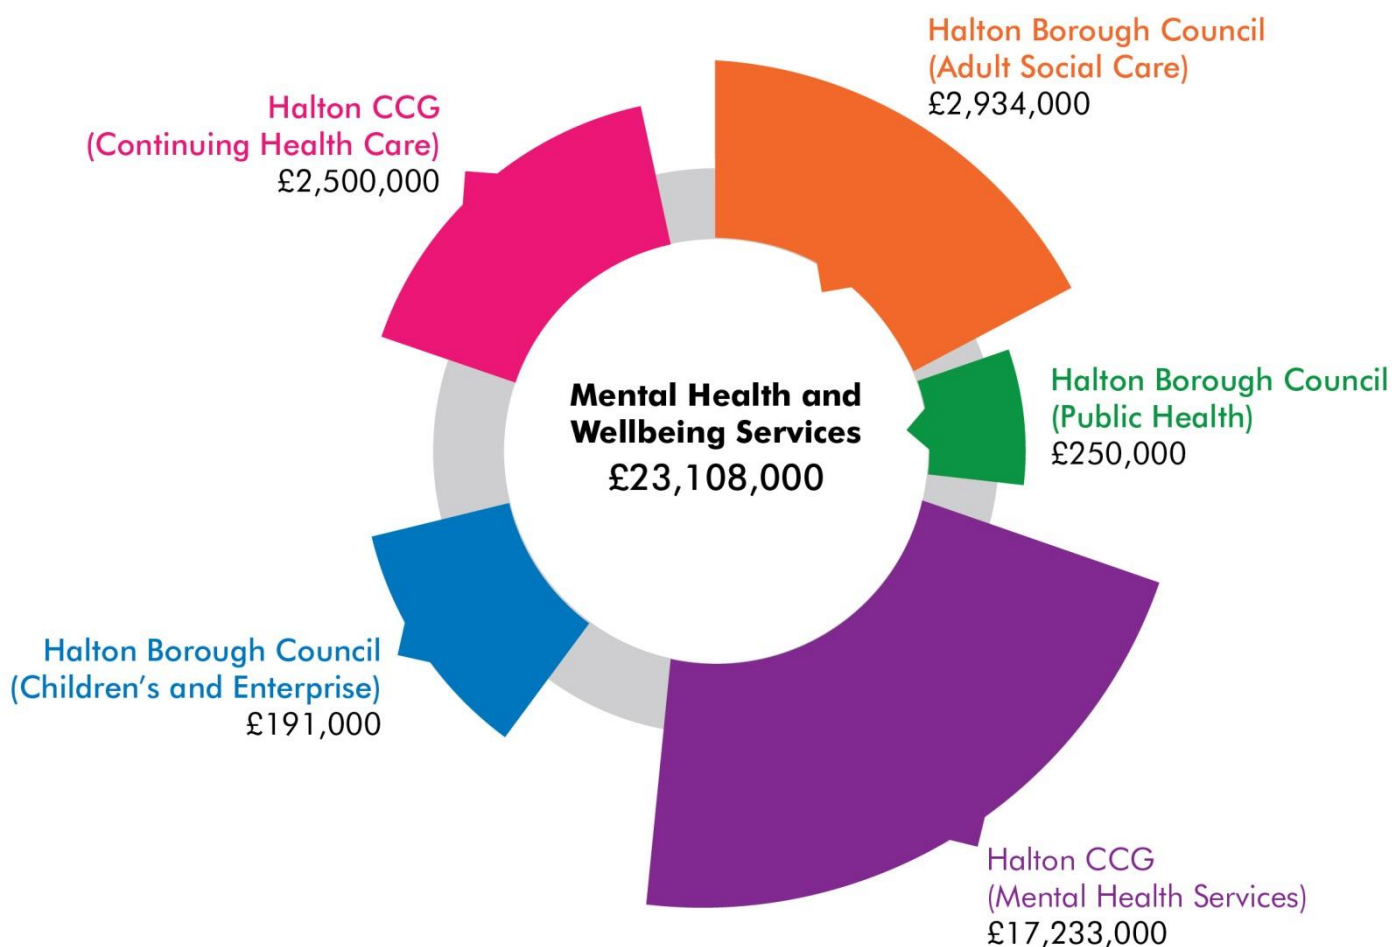 Halton Borough Council
(Adult Social Care)
£2,934,000
Halton CCG
(Continuing Health Care)
£2,500,000
Mental Health and
Wellbeing Services
£23,108,000
Halton Borough Council
(Public Health)
£250,000
Halton Borough Council
(Children’s and Enterprise)
£191,000
Halton CCG
(Mental Health Services)
£17,233,000